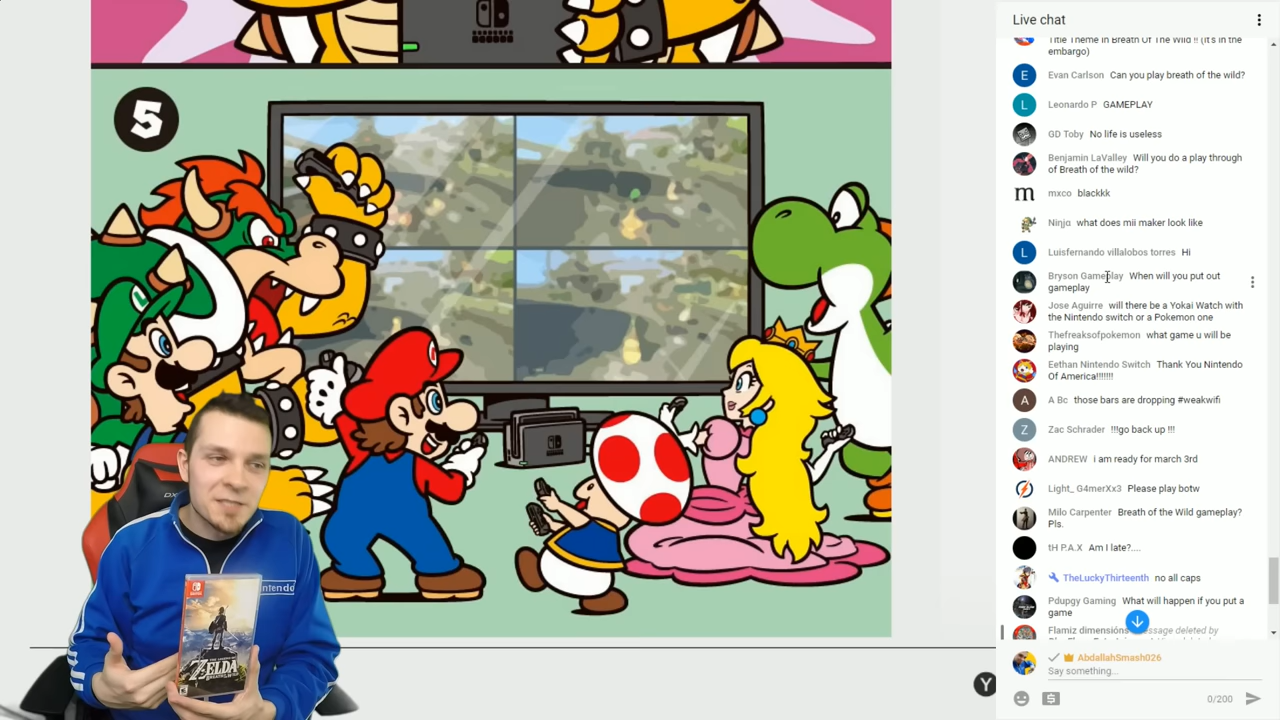 5
L
Nintendo
THE LEGEND OF
ZELDA
BREATH OF THE WILD
Y
Live chat
Title Theme in Breath Of The Wild !! (it's in the
embargo)
E Evan Carlson Can you play breath of the wild?
L Leonardo P GAMEPLAY
GD Toby No life is useless
Benjamin LaValley Will you do a play through
of Breath of the wild?
m mxco blackkk
Ninja what does mii maker look like
L Luisfernando villalobos torres Hi
Bryson Gameplay When will you put out
gameplay
Jose Aguirre will there be a Yokai Watch with
the Nintendo switch or a Pokemon one
Thefreaksofpokemon what game u will be
playing
Eethan Nintendo Switch Thank You Nintendo
Of America!!!!!!!
A A Bc those bars are dropping #weakwifi
Z Zac Schrader !!!go back up !!!
ANDREW i am ready for march 3rd
Light_ G4merXx3 Please play botw
Milo Carpenter Breath of the Wild gameplay?
Pls.
tH P.A.X Am I late?....
TheLuckyThirteenth no all caps
Pdupgy Gaming What will happen if you put a
game
Flamiz dimensións message deleted by
AbdallahSmash026
Say something...
0/200